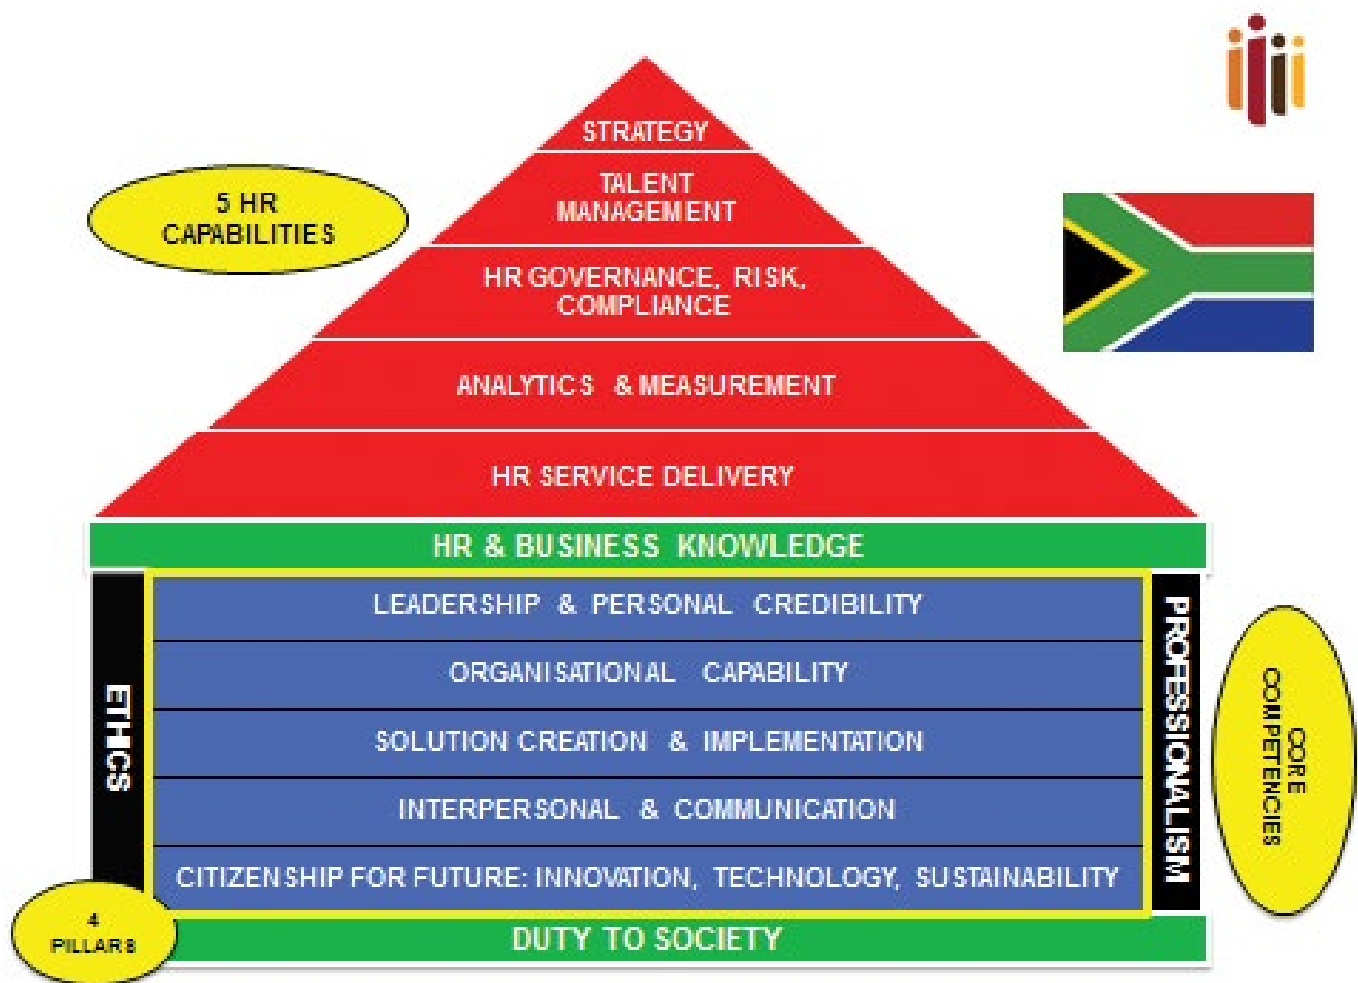 STRATEGY
TALENT
MANAGEMENT
5 HR
CAPABILITIES
HR GOVERNANCE, RISK,
COMPLIANCE
ANALYTICS & MEASUREMENT
HR SERVICE DELIVERY
HR & BUSINESS KNOWLEDGE
LEADERSHIP & PERSONAL CREDIBILITY
ORGANISATIONAL CAPABILITY
SOLUTION CREATION & IMPLEMENTATION
INTERPERSONAL & COMMUNICATION
CITIZENSHIP FOR FUTURE: INNOVATION, TECHNOLOGY, SUSTAINABILITY
ETHICS
PROFESSIONALISM
CORE
COMPETENCIES
4
PILLARS
DUTY TO SOCIETY